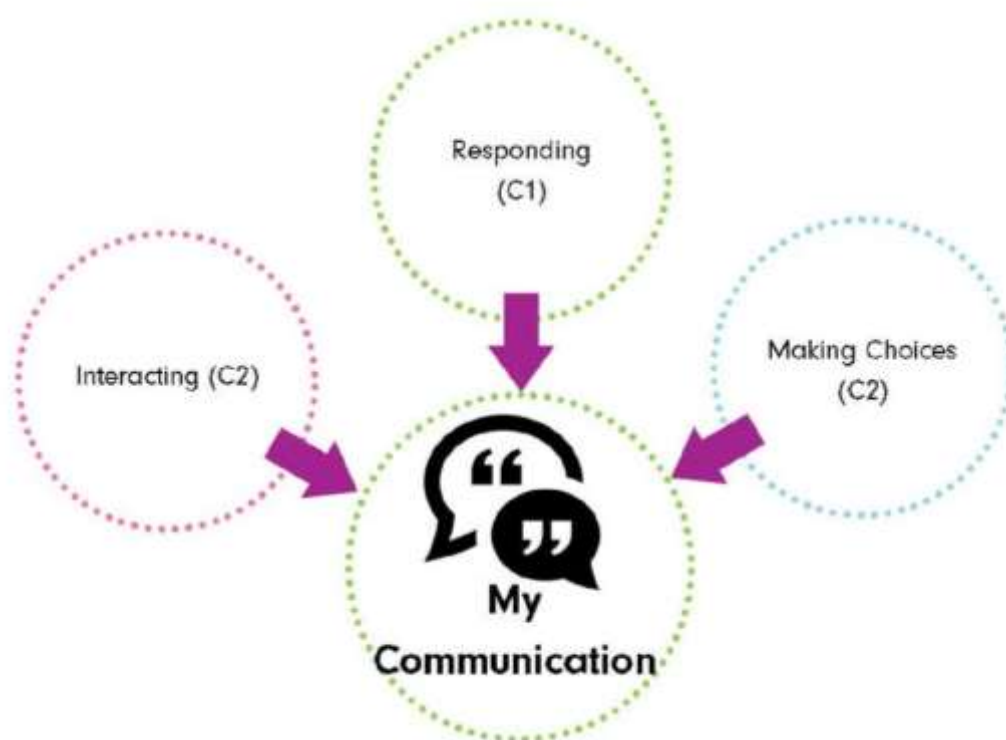 Responding
(C1)
Interacting (C2)
Making Choices
(C2)
“
”
My
Communication